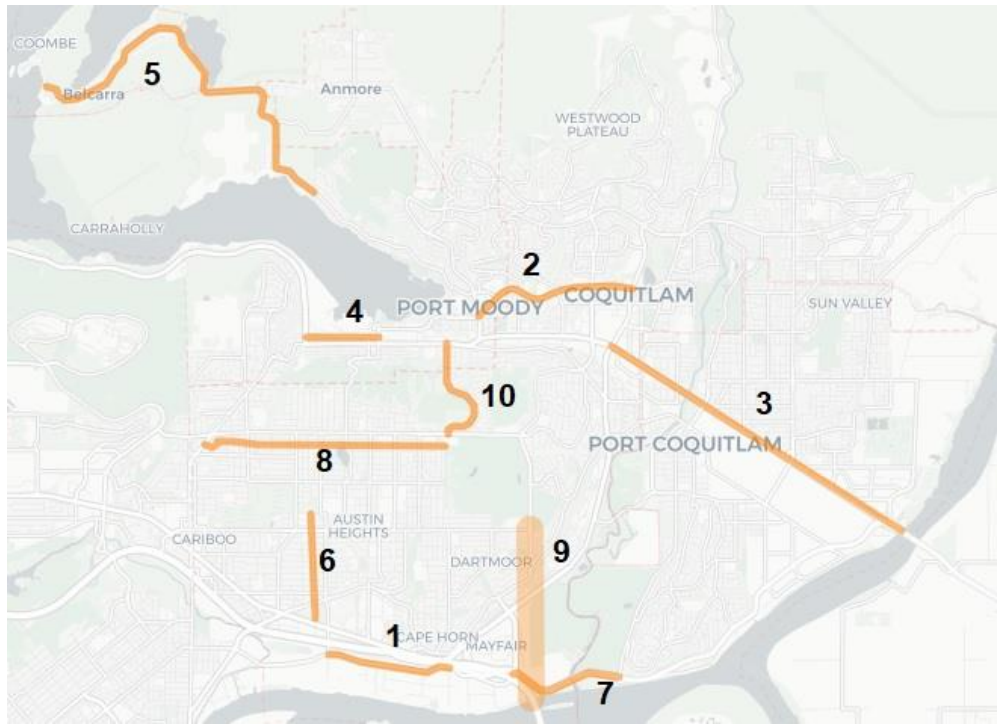 COOMBE
5
Belcarra
Anmore
WESTWOOD
PLATEAU
CARRAHOLLY
2
PORT MOODY
COQUITLAM
SUN VALLEY
4
10
3
PORT COQUITLAM
8
AUSTIN
HEIGHTS
CARIBOO
6
DARTMOOR
9
1
CAPE HORN
MAYFAIR
7